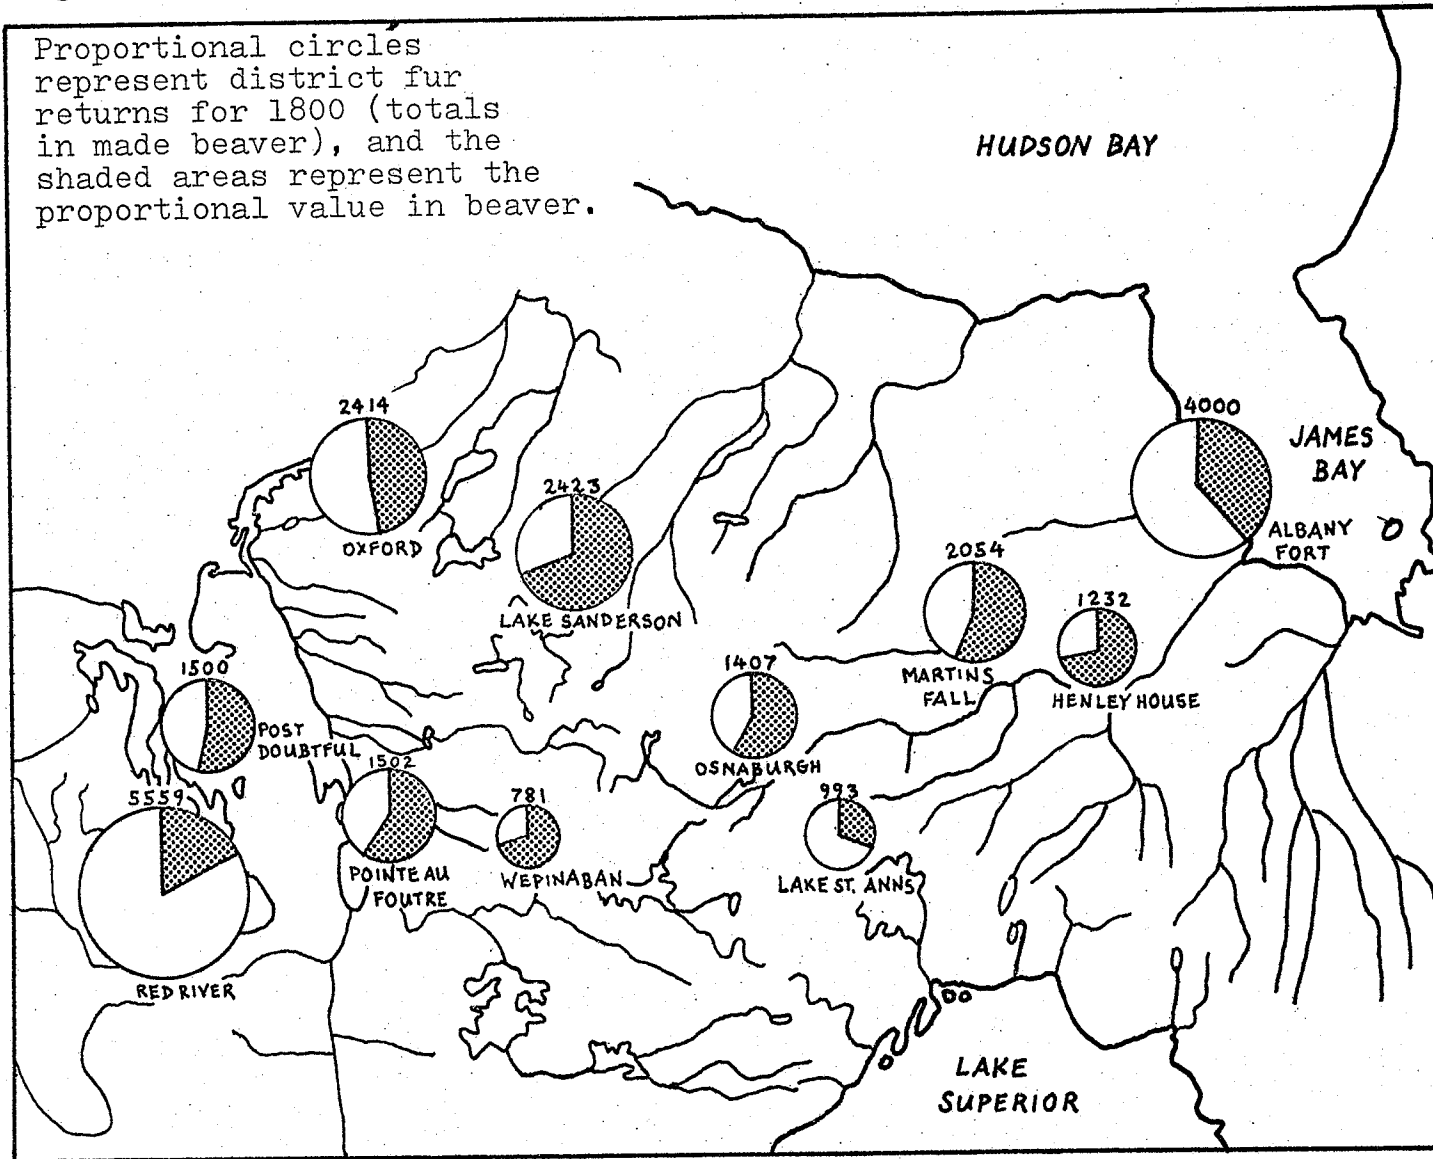 Proportional circles
represent district fur
returns for 1800 (totals
in made beaver), and the
shaded areas represent the
proportional value in beaver.
HUDSON BAY
2414
OXFORD
2423
LAKE SANDERSON
4000
JAMES
BAY
ALBANY
FORT
2054
MARTINS
FALL
1232
HENLEY HOUSE
1500
POST
DOUBTFUL
1407
OSNABURGH
1502
POINTE AU
FOUTRE
781
WEPINABAN
993
LAKE ST. ANNS
5559
RED RIVER
LAKE
SUPERIOR